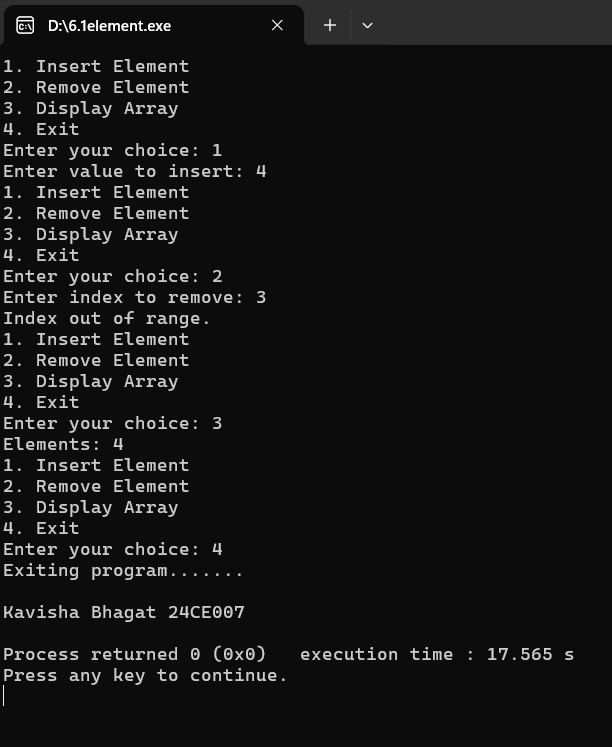 D:\6.1element.exe
1. Insert Element
2. Remove Element
3. Display Array
4. Exit
Enter your choice: 1
Enter value to insert: 4
1. Insert Element
2. Remove Element
3. Display Array
4. Exit
Enter your choice: 2
Enter index to remove: 3
Index out of range.
1. Insert Element
2. Remove Element
3. Display Array
4. Exit
Enter your choice: 3
Elements: 4
1. Insert Element
2. Remove Element
3. Display Array
4. Exit
Enter your choice: 4
Exiting program.......
Kavisha Bhagat 24CE007
Process returned 0 (0x0)   execution time : 17.565 s
Press any key to continue.